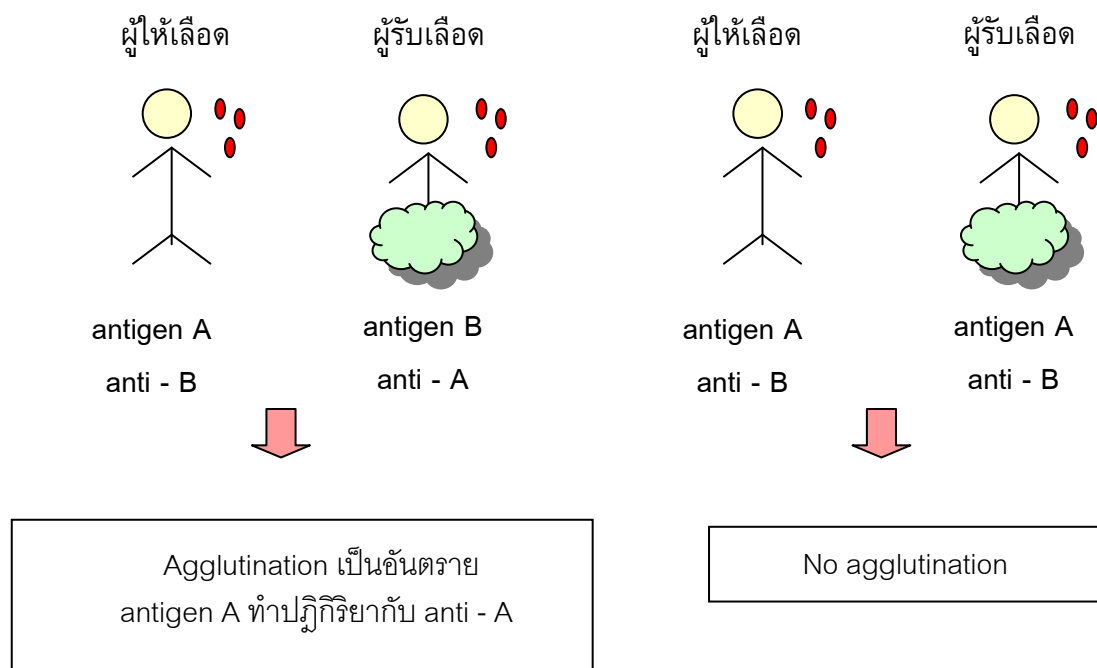 ผู้ให้เลือด ผู้รับเลือด ผู้ให้เลือด ผู้รับเลือด
antigen A antigen B antigen A antigen A
anti - B anti - A anti - B anti - B
Agglutination เป็นอันตราย
antigen A ทำปฏิกิริยากับ anti - A
No agglutination